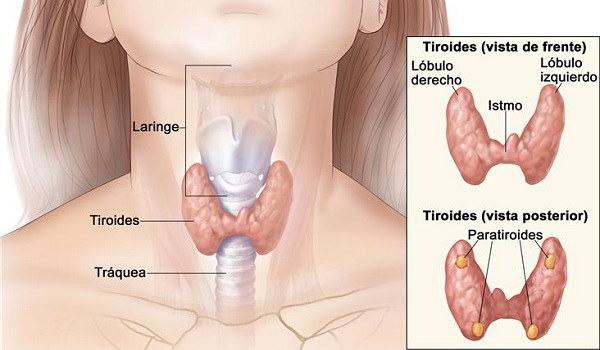 Laringe
Tiroides
Tráquea
Tiroides (vista de frente)
Lóbulo
derecho
Lóbulo
izquierdo
Istmo
Tiroides (vista posterior)
Paratiroides